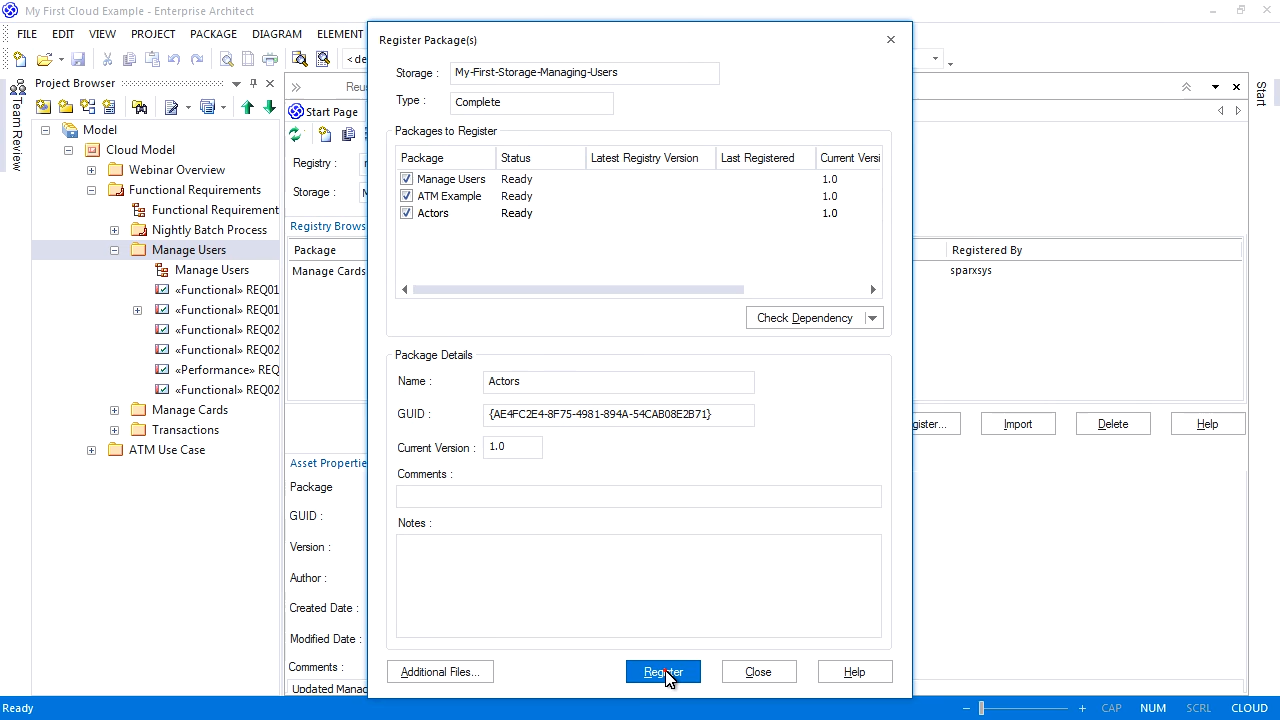 My First Cloud Example - Enterprise Architect
FILE EDIT VIEW PROJECT PACKAGE DIAGRAM ELEMENT
< de
Project Browser
Team Review
Model
Cloud Model
Webinar Overview
Functional Requirements
Functional Requirement
Nightly Batch Process
Manage Users
Manage Users
«Functional» REQ01
«Functional» REQ01
«Functional» REQ02
«Functional» REQ02
«Performance» REQ
«Functional» REQ02
Manage Cards
Transactions
ATM Use Case
Reu
Start Page
Registry :
Storage :
Registry Brows
Package
Manage Cards
Asset Propertie
Package
GUID :
Version :
Author :
Created Date :
Modified Date :
Comments :
Updated Manag
Register Package(s)
Storage : My-First-Storage-Managing-Users
Type : Complete
Packages to Register
Package Status Latest Registry Version Last Registered Current Versi
Manage Users Ready 1.0
ATM Example Ready 1.0
Actors Ready 1.0
Check Dependency
Package Details
Name : Actors
GUID : {AE4FC2E4-8F75-4981-894A-54CAB08E2B71}
Current Version : 1.0
Comments :
Notes :
Additional Files... Register Close Help
Registered By
sparxsys
gister... Import Delete Help
Start
Ready
CAP NUM SCRL CLOUD